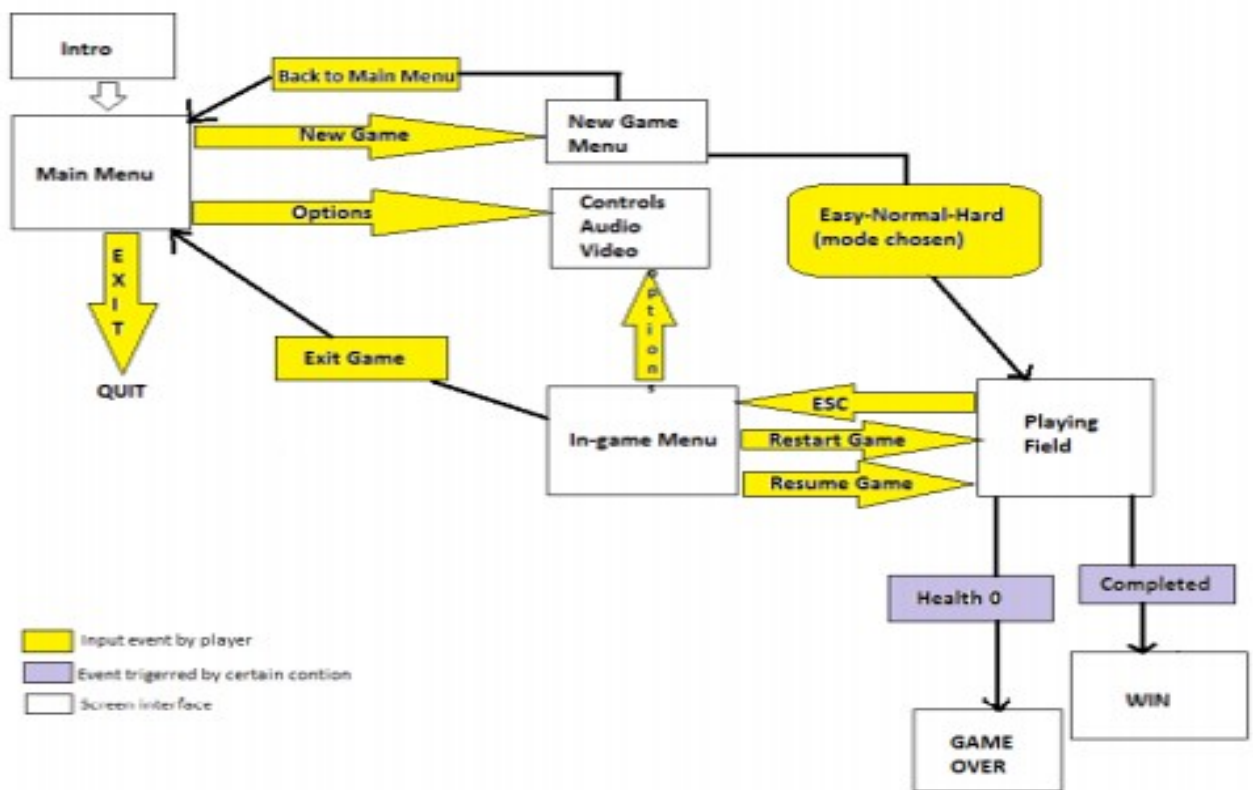 Intro
Back to Main Menu
New Game
New Game
Menu
Main Menu
Options
Controls
Audio
Video
Easy-Normal-Hard
(mode chosen)
EXIT
options
QUIT
Exit Game
ESC
In-game Menu
Restart Game
Resume Game
Playing
Field
Health 0
Completed
Input event by player
Event trigerred by certain contion
Screen interface
WIN
GAME
OVER